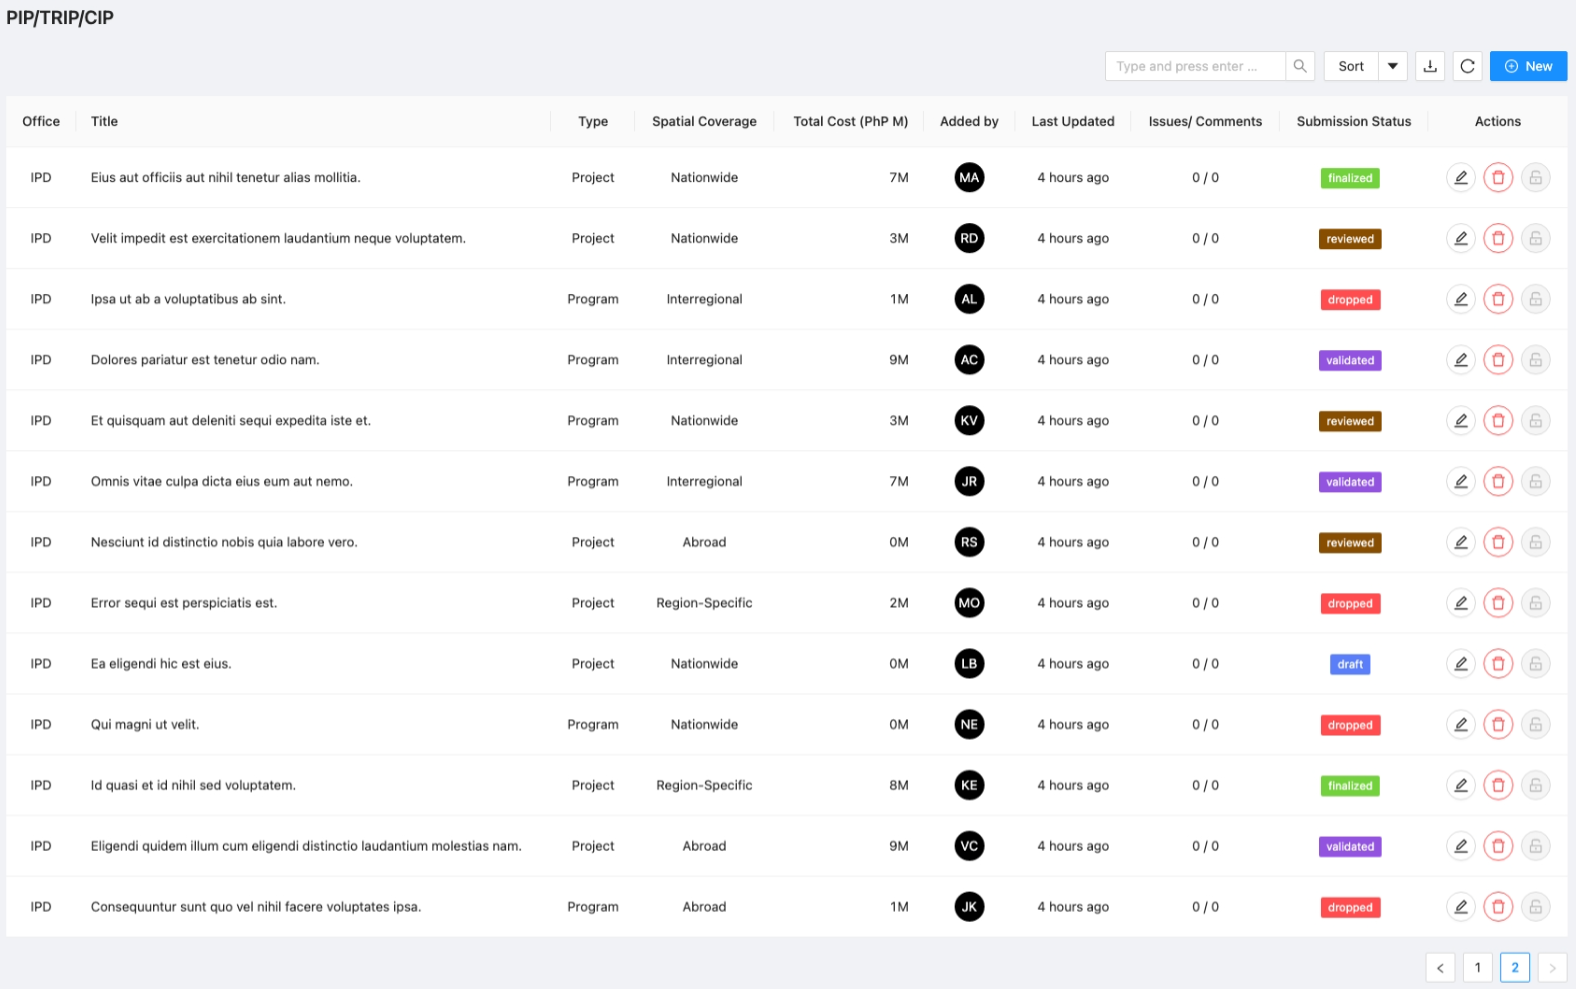 PIP/TRIP/CIP
Type and press enter ... Sort New
Office Title Type Spatial Coverage Total Cost (PhP M) Added by Last Updated Issues/ Comments Submission Status Actions
IPD Eius aut officiis aut nihil tenetur alias mollitia. Project Nationwide 7M MA 4 hours ago 0 / 0 finalized
IPD Velit impedit est exercitationem laudantium neque voluptatem. Project Nationwide 3M RD 4 hours ago 0 / 0 reviewed
IPD Ipsa ut ab a voluptatibus ab sint. Program Interregional 1M AL 4 hours ago 0 / 0 dropped
IPD Dolores pariatur est tenetur odio nam. Program Interregional 9M AC 4 hours ago 0 / 0 validated
IPD Et quisquam aut deleniti sequi expedita iste et. Program Nationwide 3M KV 4 hours ago 0 / 0 reviewed
IPD Omnis vitae culpa dicta eius eum aut nemo. Program Interregional 7M JR 4 hours ago 0 / 0 validated
IPD Nesciunt id distinctio nobis quia labore vero. Project Abroad 0M RS 4 hours ago 0 / 0 reviewed
IPD Error sequi est perspiciatis est. Project Region-Specific 2M MO 4 hours ago 0 / 0 dropped
IPD Ea eligendi hic est eius. Project Nationwide 0M LB 4 hours ago 0 / 0 draft
IPD Qui magni ut velit. Program Nationwide 0M NE 4 hours ago 0 / 0 dropped
IPD Id quasi et id nihil sed voluptatem. Project Region-Specific 8M KE 4 hours ago 0 / 0 finalized
IPD Eligendi quidem illum cum eligendi distinctio laudantium molestias nam. Project Abroad 9M VC 4 hours ago 0 / 0 validated
IPD Consequuntur sunt quo vel nihil facere voluptates ipsa. Program Abroad 1M JK 4 hours ago 0 / 0 dropped
< 1 2 >